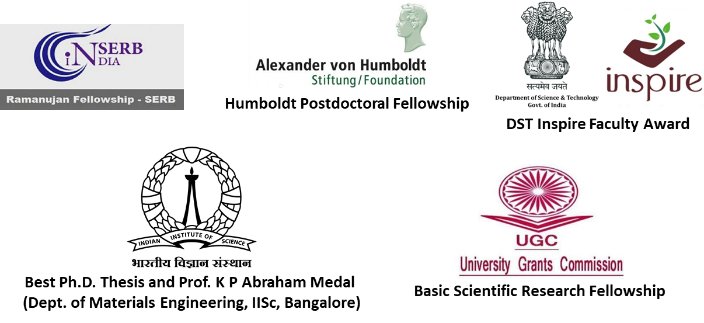 iNSERB
iNDIA
Ramanujan Fellowship - SERB
Alexander von Humboldt
Stiftung/Foundation
Humboldt Postdoctoral Fellowship
सत्यमेव जयते
Department of Science & Technology
Govt. of India
inspire
DST Inspire Faculty Award
INDIAN INSTITUTE OF SCIENCE
भारतीय विज्ञान संस्थान
Best Ph.D. Thesis and Prof. K P Abraham Medal
(Dept. of Materials Engineering, IISc, Bangalore)
UGC
University Grants Commission
Basic Scientific Research Fellowship